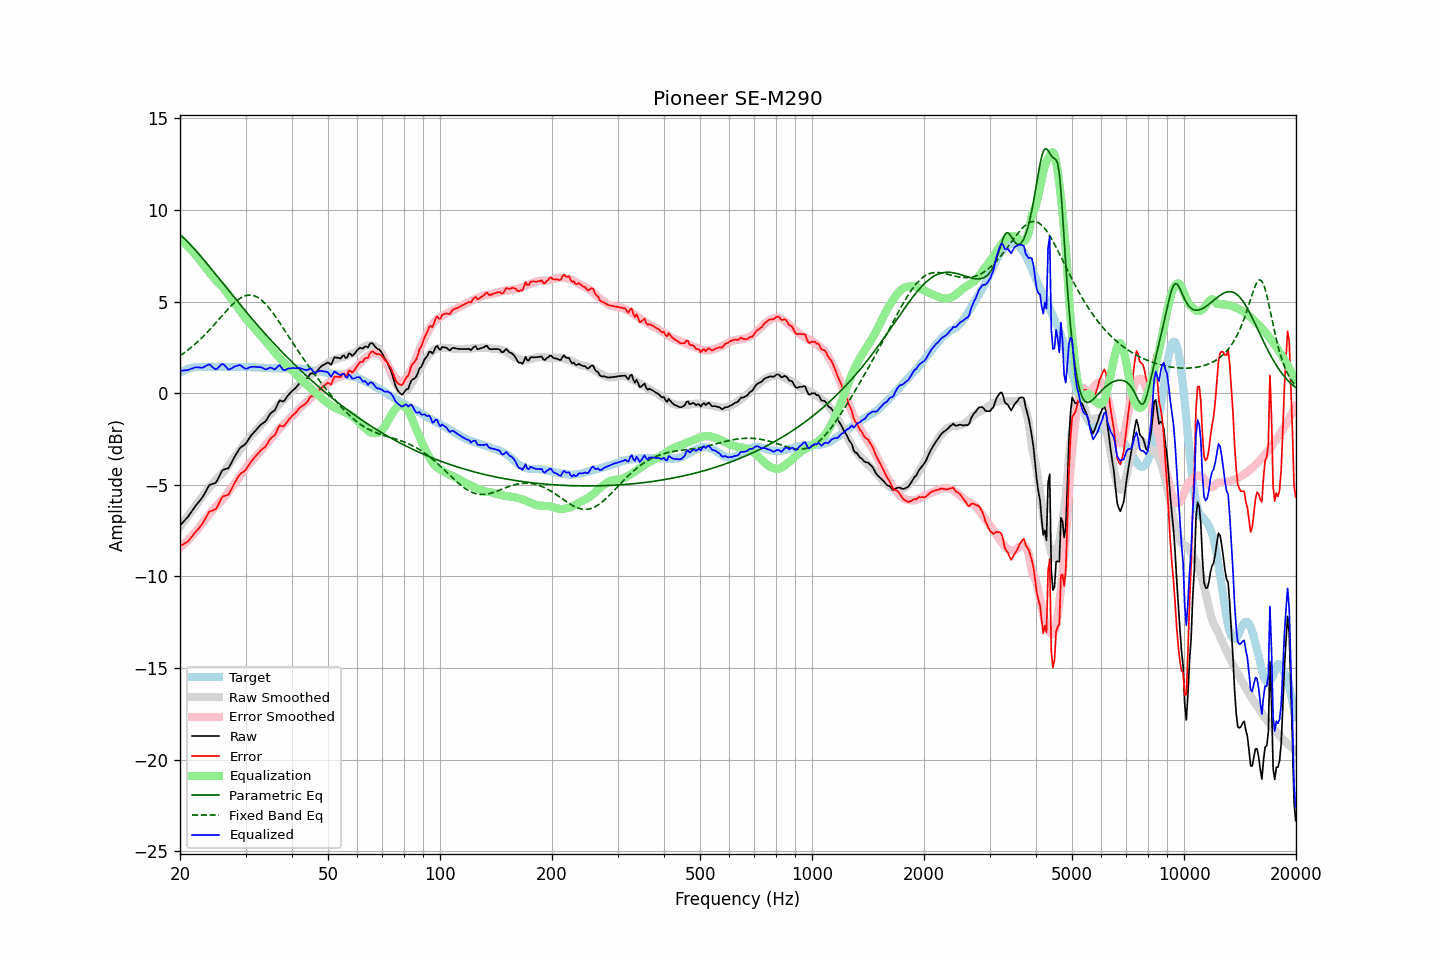 Pioneer SE-M290
15
10
5
0
−5
−10
−15
−20
−25
Amplitude (dBr)
Target
Raw Smoothed
Error Smoothed
Raw
Error
Equalization
Parametric Eq
Fixed Band Eq
Equalized
20 50 100 200 500 1000 2000 5000 10000 20000
Frequency (Hz)